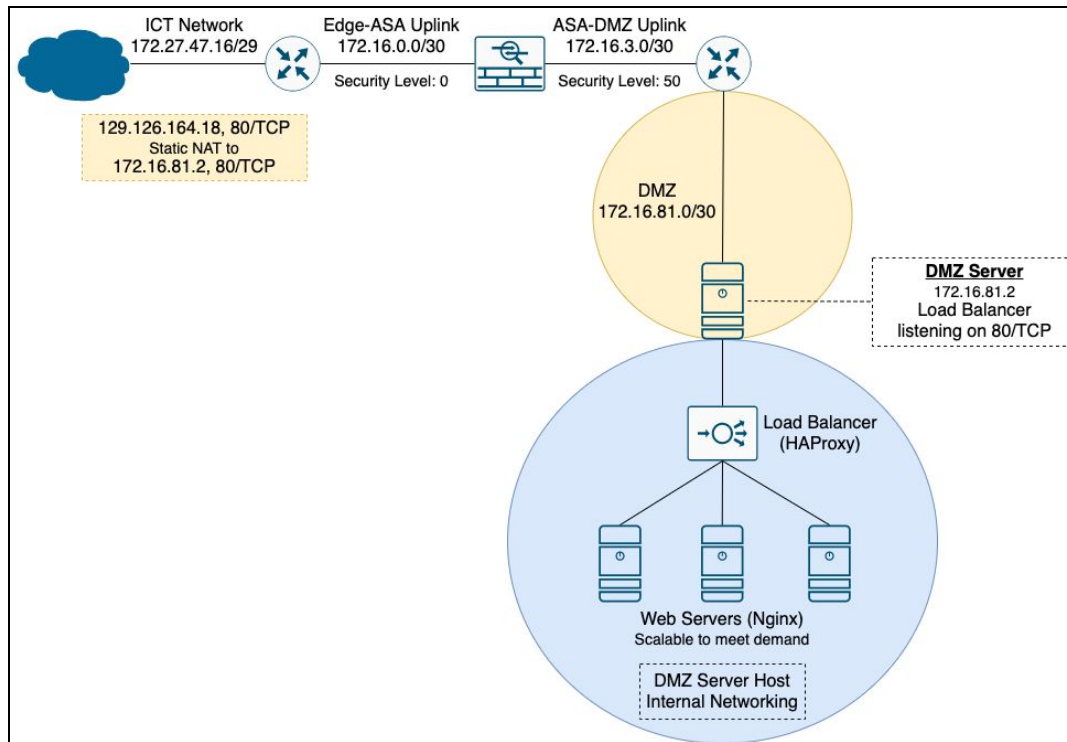 ICT Network
172.27.47.16/29
Edge-ASA Uplink
172.16.0.0/30
Security Level: 0
ASA-DMZ Uplink
172.16.3.0/30
Security Level: 50
129.126.164.18, 80/TCP
Static NAT to
172.16.81.2, 80/TCP
DMZ
172.16.81.0/30
DMZ Server
172.16.81.2
Load Balancer
listening on 80/TCP
Load Balancer
(HAProxy)
Web Servers (Nginx)
Scalable to meet demand
DMZ Server Host
Internal Networking